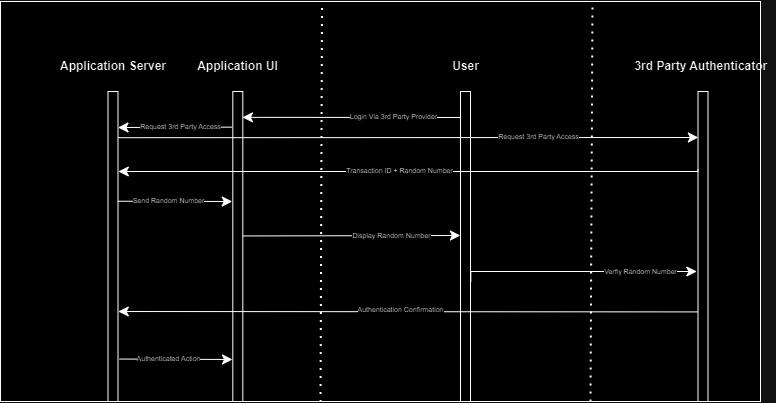 Application Server
Application UI
User
3rd Party Authenticator
Login Via 3rd Party Provider
Request 3rd Party Access
Request 3rd Party Access
Transaction ID + Random Number
Send Random Number
Display Random Number
Verfiy Random Number
Authentication Confirmation
Authenticated Action